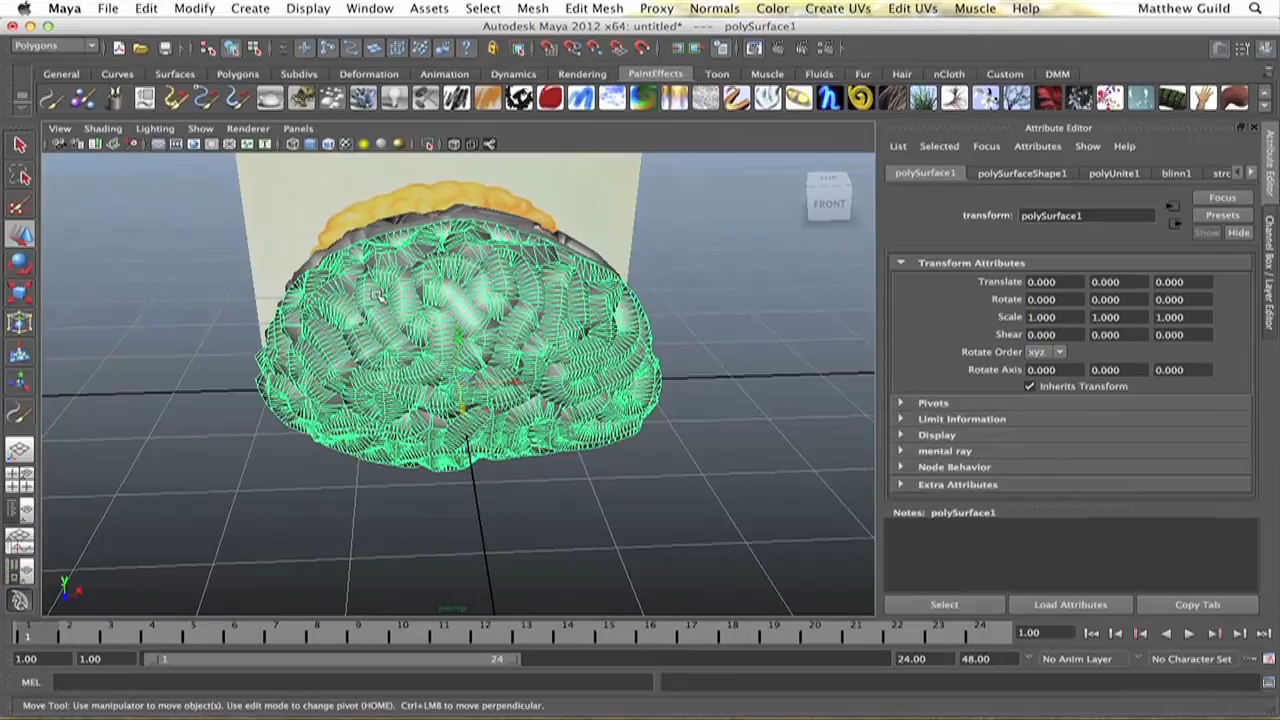 Maya File Edit Modify Create Display Window Assets Select Mesh Edit Mesh Proxy Normals Color Create UVs Edit UVs Muscle Help Matthew Guild
Autodesk Maya 2012 x64: untitled* --- polySurface1
Polygons
General Curves Surfaces Polygons Subdivs Deformation Animation Dynamics Rendering PaintEffects Toon Muscle Fluids Fur Hair nCloth Custom DMM
View Shading Lighting Show Renderer Panels
FRONT
persp
Attribute Editor
List Selected Focus Attributes Show Help
polySurface1 polySurfaceShape1 polyUnite1 blinn1 strc
Focus
transform: polySurface1
Presets
Show Hide
Transform Attributes
Translate 0.000 0.000 0.000
Rotate 0.000 0.000 0.000
Scale 1.000 1.000 1.000
Shear 0.000 0.000 0.000
Rotate Order xyz
Rotate Axis 0.000 0.000 0.000
Inherits Transform
Pivots
Limit Information
Display
mental ray
Node Behavior
Extra Attributes
Notes: polySurface1
Select Load Attributes Copy Tab
Attribute Editor
Channel Box / Layer Editor
1 2 3 4 5 6 7 8 9 10 11 12 13 14 15 16 17 18 19 20 21 22 23 24
1 1.00
1.00 1.00 1 24 24.00 48.00 No Anim Layer No Character Set
MEL
Move Tool: Use manipulator to move object(s). Use edit mode to change pivot (HOME). Ctrl+LMB to move perpendicular.